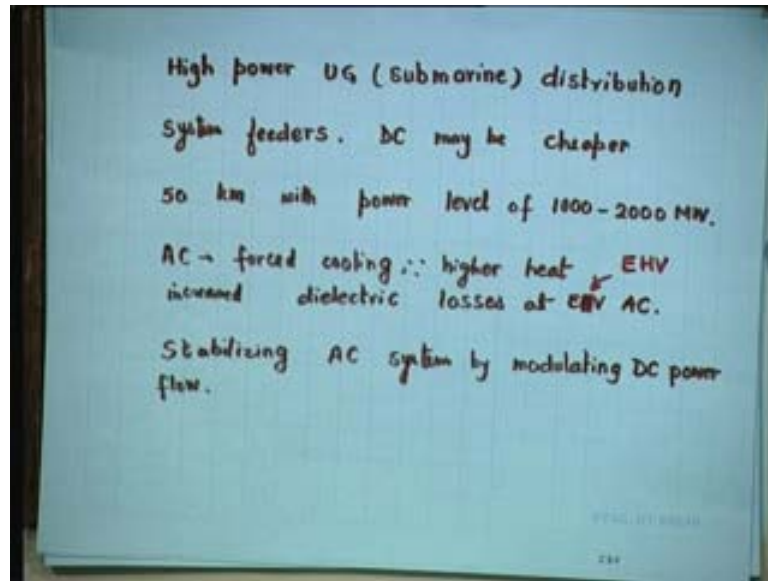 High power UG (submarine) distribution
System feeders. DC may be cheaper
50 km with power level of 1000-2000 MW.
AC → forced cooling ∵ higher heat EHV
increased dielectric losses at EHV AC.
Stabilizing AC system by modulating DC power
flow.